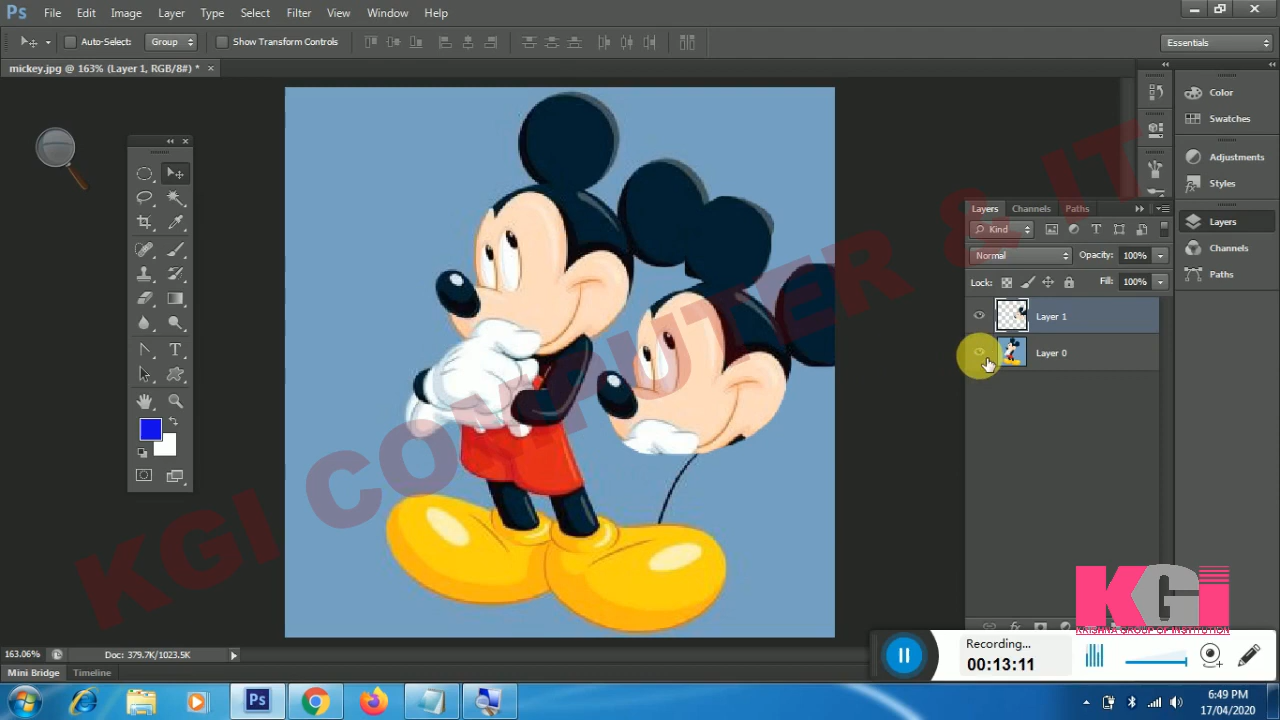 Ps File Edit Image Layer Type Select Filter View Window Help
Auto-Select: Group Show Transform Controls Essentials
mickey.jpg @ 163% (Layer 1, RGB/8#) * ×
Color
Swatches
Adjustments
Styles
Layers
Channels
Paths
Layers Channels Paths
Kind
Normal Opacity: 100%
Lock: Fill: 100%
Layer 1
Layer 0
KGI COMPUTER & IT
KGI
KRISHNA GROUP OF INSTITUTION
Recording...
00:13:11
163.06% Doc: 379.7K/1023.5K
Mini Bridge Timeline
Ps
6:49 PM
17/04/2020